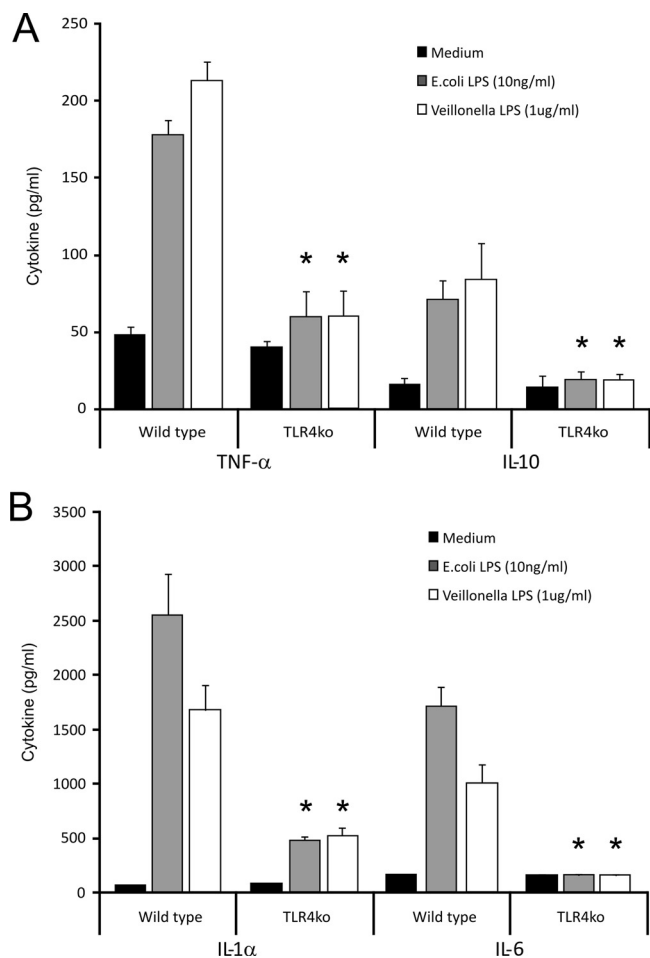 A
250
200
150
100
50
0
Cytokine (pg/ml)
Medium
E.coli LPS (10ng/ml)
Veillonella LPS (1ug/ml)
* * * *
Wild type TLR4ko Wild type TLR4ko
TNF-α IL-10
B
3500
3000
2500
2000
1500
1000
500
0
Cytokine (pg/ml)
Medium
E.coli LPS (10ng/ml)
Veillonella LPS (1ug/ml)
* * * *
Wild type TLR4ko Wild type TLR4ko
IL-1α IL-6